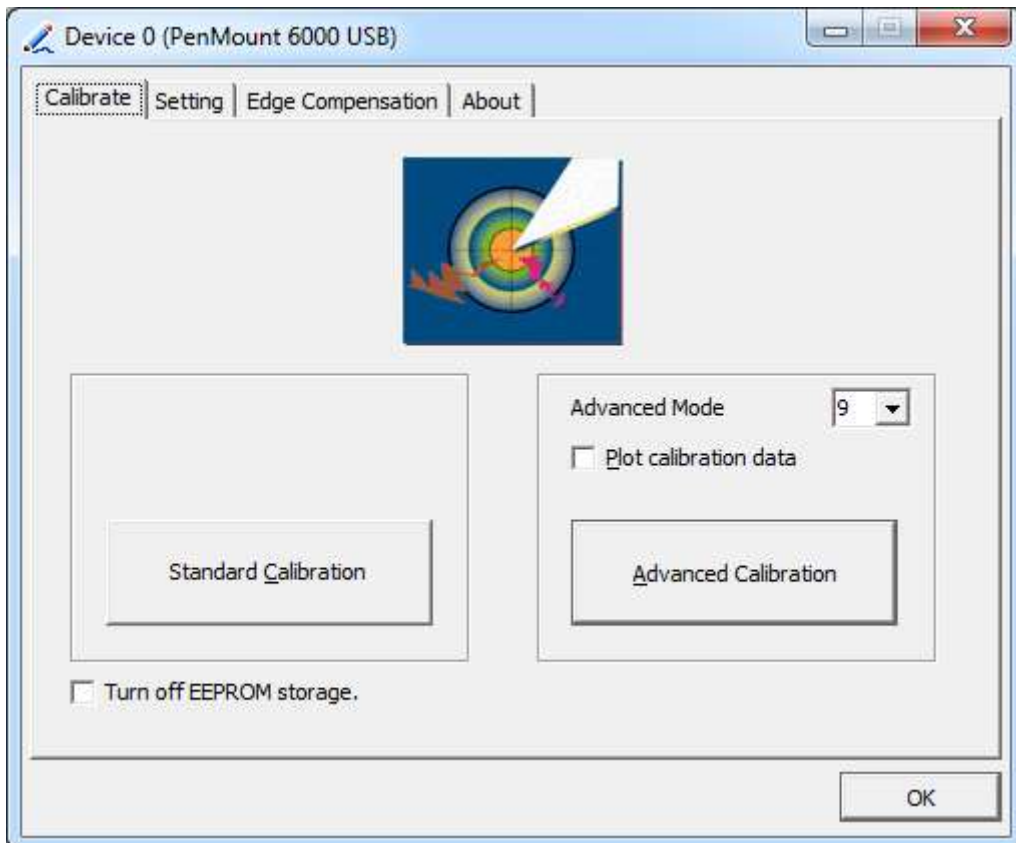 Device 0 (PenMount 6000 USB)
Calibrate Setting Edge Compensation About
Advanced Mode 9
Plot calibration data
Standard Calibration
Advanced Calibration
Turn off EEPROM storage.
OK